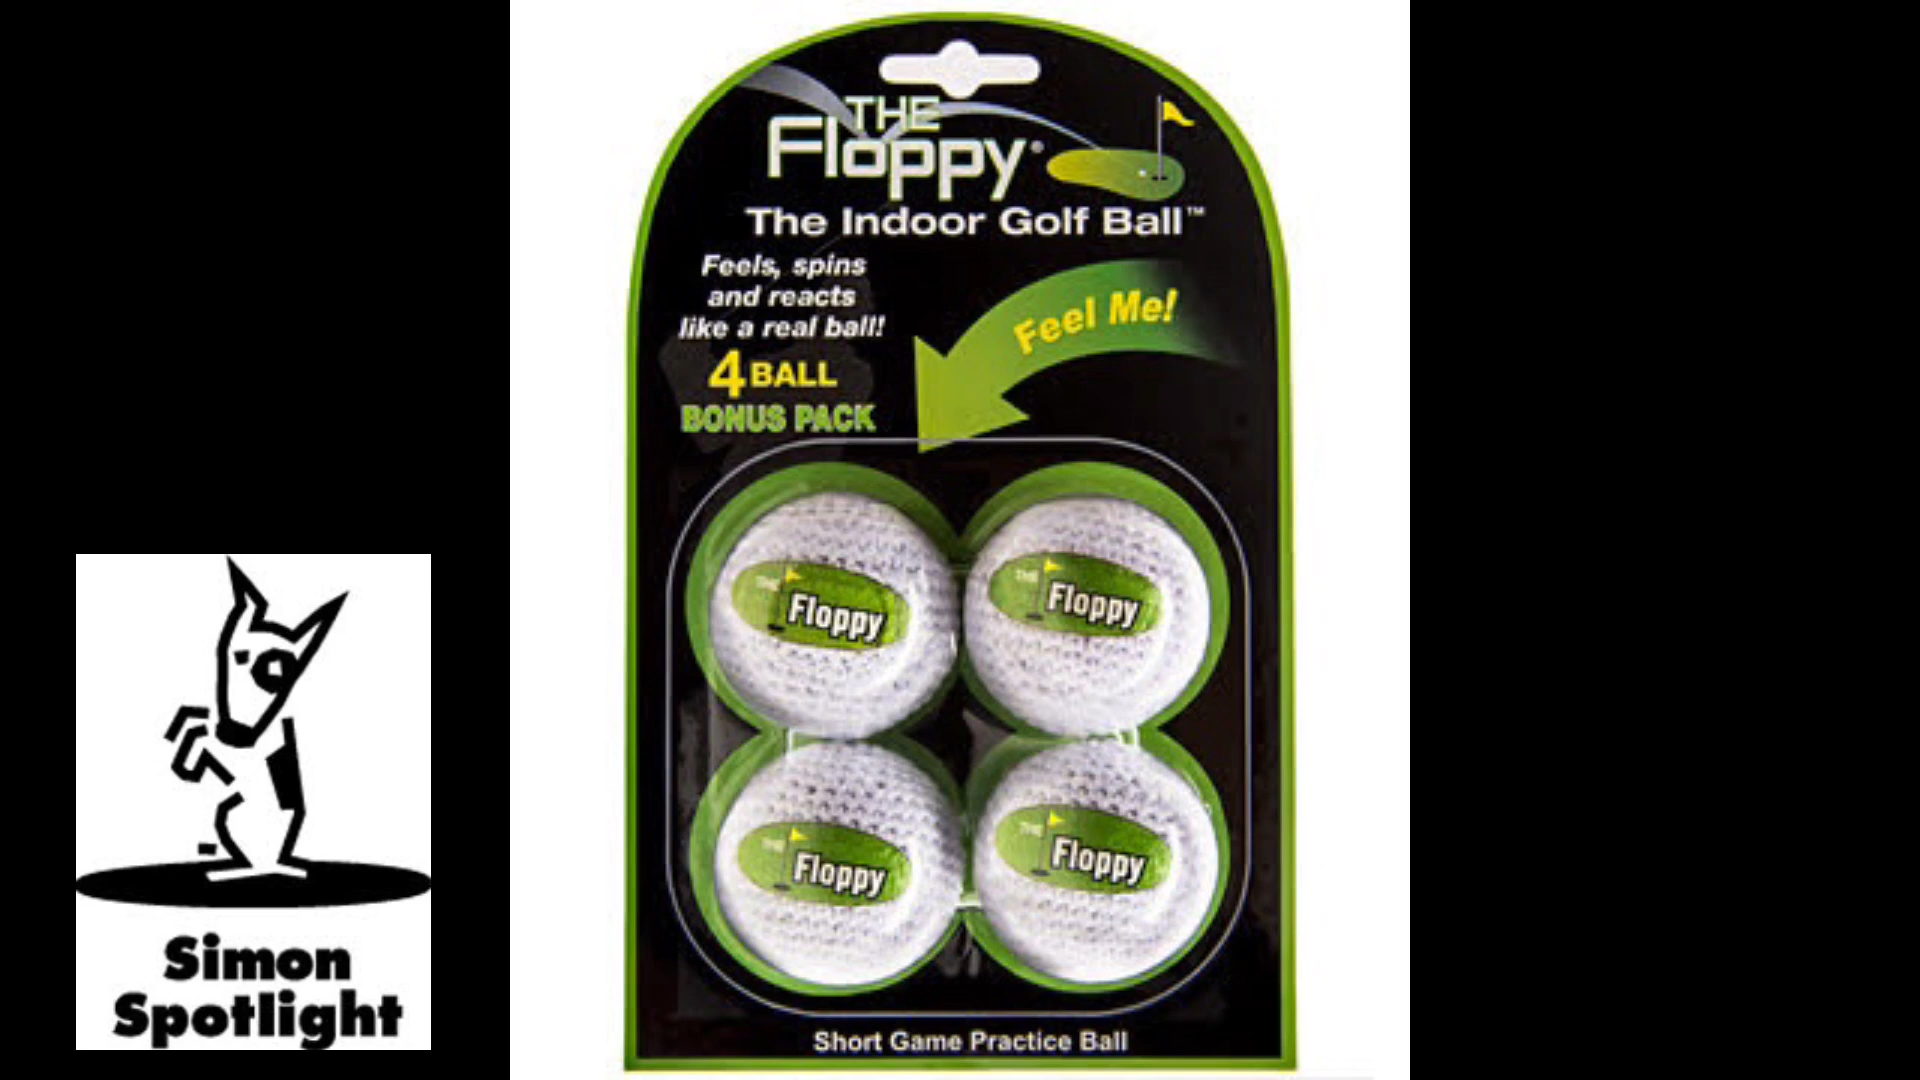 THE
Floppy®
The Indoor Golf Ball™
Feels, spins
and reacts
like a real ball!
Feel Me!
4 BALL
BONUS PACK
THE
Floppy
THE
Floppy
THE
Floppy
THE
Floppy
Short Game Practice Ball
Simon
Spotlight